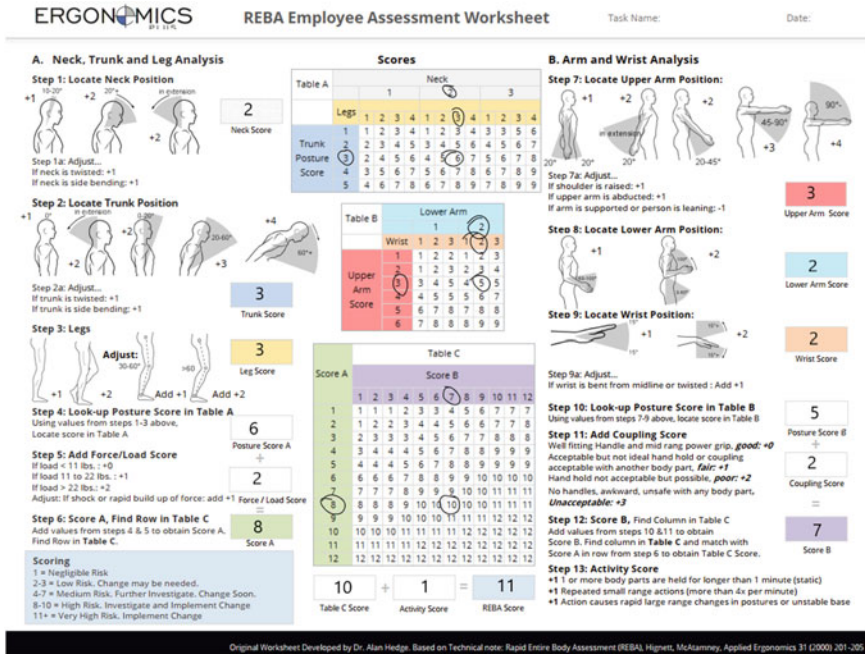 ERGONOMICS
PLUS
REBA Employee Assessment Worksheet
Task Name:
Date:
A. Neck, Trunk and Leg Analysis
Step 1: Locate Neck Position
+1 10-20°
+2 20°+
in extension
+2
2
Neck Score
Step 1a: Adjust...
If neck is twisted: +1
If neck is side bending: +1
Step 2: Locate Trunk Position
+1 0°
in extension
+2
0-20°
+2
20-60°
+3
+4
60°+
Step 2a: Adjust...
If trunk is twisted: +1
If trunk is side bending: +1
3
Trunk Score
Step 3: Legs
Adjust:
30-60°
>60
+1
+2
Add +1
Add +2
3
Leg Score
Step 4: Look-up Posture Score in Table A
Using values from steps 1-3 above,
Locate score in Table A
6
Posture Score A
+
Step 5: Add Force/Load Score
If load < 11 lbs. : +0
If load 11 to 22 lbs. : +1
If load > 22 lbs.: +2
Adjust: If shock or rapid build up of force: add +1
2
Force / Load Score
=
Step 6: Score A, Find Row in Table C
Add values from steps 4 & 5 to obtain Score A.
Find Row in Table C.
8
Score A
Scoring
1 = Negligible Risk
2-3 = Low Risk. Change may be needed.
4-7 = Medium Risk. Further Investigate. Change Soon.
8-10 = High Risk. Investigate and Implement Change
11+ = Very High Risk. Implement Change
Scores
Table A
Neck
1 2 3
Legs 1 2 3 4 1 2 3 4 1 2 3 4
Trunk Posture Score
1 1 2 3 4 1 2 3 4 3 3 5 6
2 2 3 4 5 3 4 5 6 4 5 6 7
3 2 4 5 6 4 5 6 7 5 6 7 8
4 3 5 6 7 5 6 7 8 6 7 8 9
5 4 6 7 8 6 7 8 9 7 8 9 9
Table B
Lower Arm
1 2
Wrist 1 2 3 1 2 3
Upper Arm Score
1 1 2 2 1 2 3
2 1 2 3 2 3 4
3 3 4 5 4 5 5
4 4 5 5 5 6 7
5 6 7 8 7 8 8
6 7 8 8 8 9 9
Table C
Score A
Score B
1 2 3 4 5 6 7 8 9 10 11 12
1 1 1 1 2 3 3 4 5 6 7 7 7
2 1 2 2 3 4 4 5 6 6 7 7 8
3 2 3 3 3 4 5 6 7 7 8 8 8
4 3 4 4 4 5 6 7 8 8 9 9 9
5 4 4 4 5 6 7 8 8 9 9 9 9
6 6 6 6 7 8 8 9 9 10 10 10 10
7 7 7 7 8 9 9 9 10 10 11 11 11
8 8 8 8 9 10 10 10 10 10 11 11 11
9 9 9 9 10 10 10 11 11 11 12 12 12
10 10 10 10 11 11 11 11 12 12 12 12 12
11 11 11 11 11 12 12 12 12 12 12 12 12
12 12 12 12 12 12 12 12 12 12 12 12 12
10 + 1 = 11
Table C Score
Activity Score
REBA Score
B. Arm and Wrist Analysis
Step 7: Locate Upper Arm Position:
+1
20° 20°
+2
in extension
20°
+2
20-45°
45-90°
+3
90°-
+4
Step 7a: Adjust...
If shoulder is raised: +1
If upper arm is abducted: +1
If arm is supported or person is leaning: -1
3
Upper Arm Score
Step 8: Locate Lower Arm Position:
+1
+2
2
Lower Arm Score
Step 9: Locate Wrist Position:
15°
15°
+1
15°+
15°+
+2
2
Wrist Score
Step 9a: Adjust...
If wrist is bent from midline or twisted : Add +1
Step 10: Look-up Posture Score in Table B
Using values from steps 7-9 above, locate score in Table B
5
Posture Score B
+
Step 11: Add Coupling Score
Well fitting Handle and mid rang power grip, good: +0
Acceptable but not ideal hand hold or coupling
acceptable with another body part, fair: +1
Hand hold not acceptable but possible, poor: +2
No handles, awkward, unsafe with any body part,
Unacceptable: +3
2
Coupling Score
=
Step 12: Score B, Find Column in Table C
Add values from steps 10 &11 to obtain
Score B. Find column in Table C and match with
Score A in row from step 6 to obtain Table C Score.
7
Score B
Step 13: Activity Score
+1 1 or more body parts are held for longer than 1 minute (static)
+1 Repeated small range actions (more than 4x per minute)
+1 Action causes rapid large range changes in postures or unstable base
Original Worksheet Developed by Dr. Alan Hedge. Based on Technical note: Rapid Entire Body Assessment (REBA), Hignett, McAtamney, Applied Ergonomics 31 (2000) 201-205